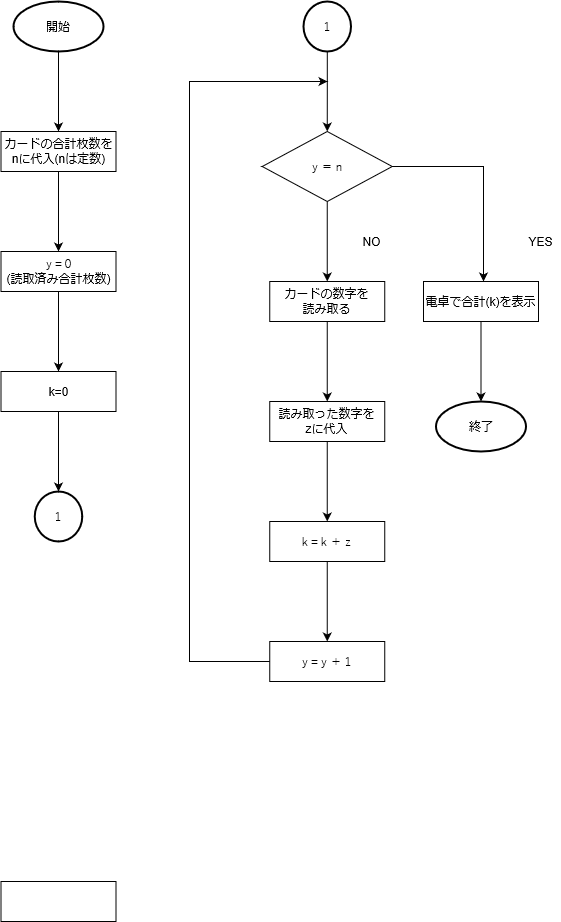 開始
カードの合計枚数を
nに代入(nは定数)
y = 0
(読取済み合計枚数)
k=0
1
1
y = n
NO
YES
カードの数字を
読み取る
電卓で合計(k)を表示
読み取った数字を
zに代入
終了
k = k + z
y = y + 1